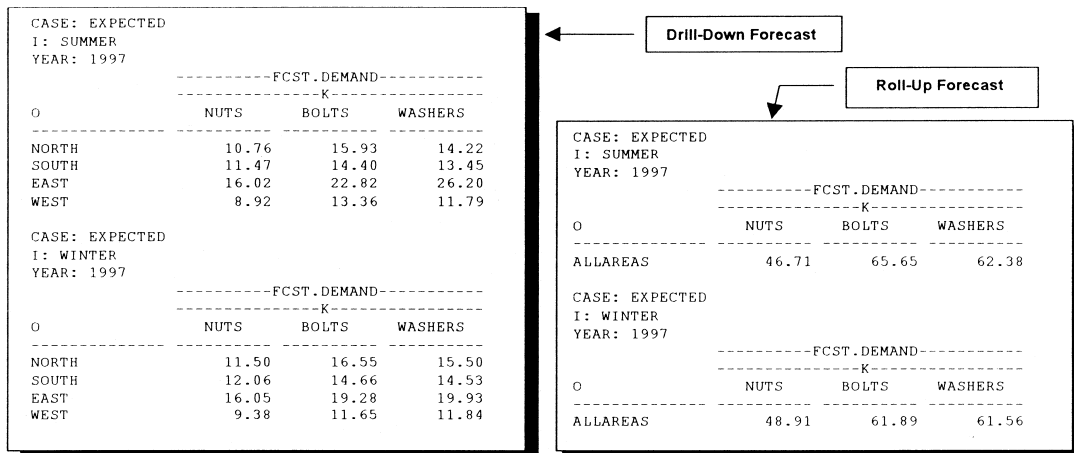 CASE: EXPECTED
I: SUMMER
YEAR: 1997
----------FCST.DEMAND-----------
---------------K----------------
O NUTS BOLTS WASHERS
-------------- ---------- ---------- ----------
NORTH 10.76 15.93 14.22
SOUTH 11.47 14.40 13.45
EAST 16.02 22.82 26.20
WEST 8.92 13.36 11.79
CASE: EXPECTED
I: WINTER
YEAR: 1997
----------FCST.DEMAND-----------
---------------K----------------
O NUTS BOLTS WASHERS
-------------- ---------- ---------- ----------
NORTH 11.50 16.55 15.50
SOUTH 12.06 14.66 14.53
EAST 16.05 19.28 19.93
WEST 9.38 11.65 11.84
Drill-Down Forecast
Roll-Up Forecast
CASE: EXPECTED
I: SUMMER
YEAR: 1997
----------FCST.DEMAND-----------
---------------K----------------
O NUTS BOLTS WASHERS
-------------- ---------- ---------- ----------
ALLAREAS 46.71 65.65 62.38
CASE: EXPECTED
I: WINTER
YEAR: 1997
----------FCST.DEMAND-----------
---------------K----------------
O NUTS BOLTS WASHERS
-------------- ---------- ---------- ----------
ALLAREAS 48.91 61.89 61.56